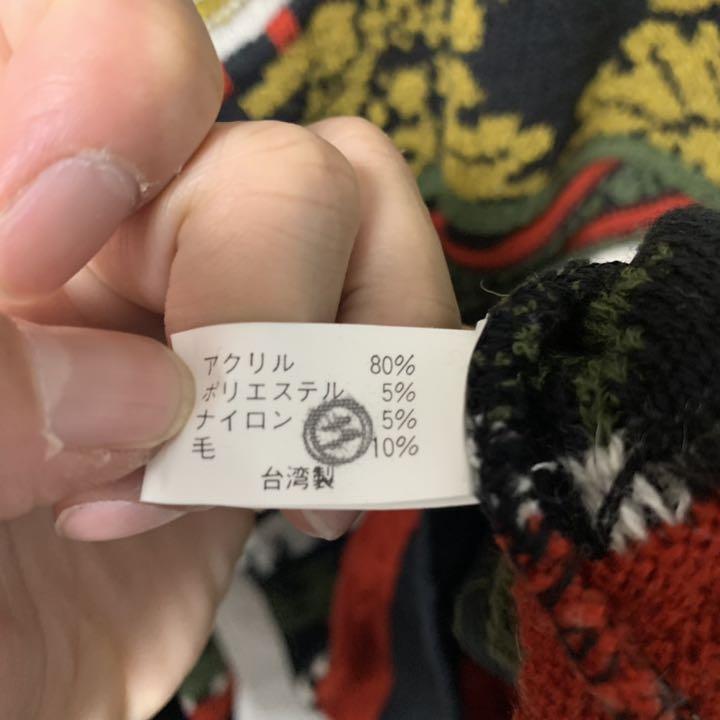 アクリル 80%
ポリエステル 5%
ナイロン 5%
毛 10%
台湾製